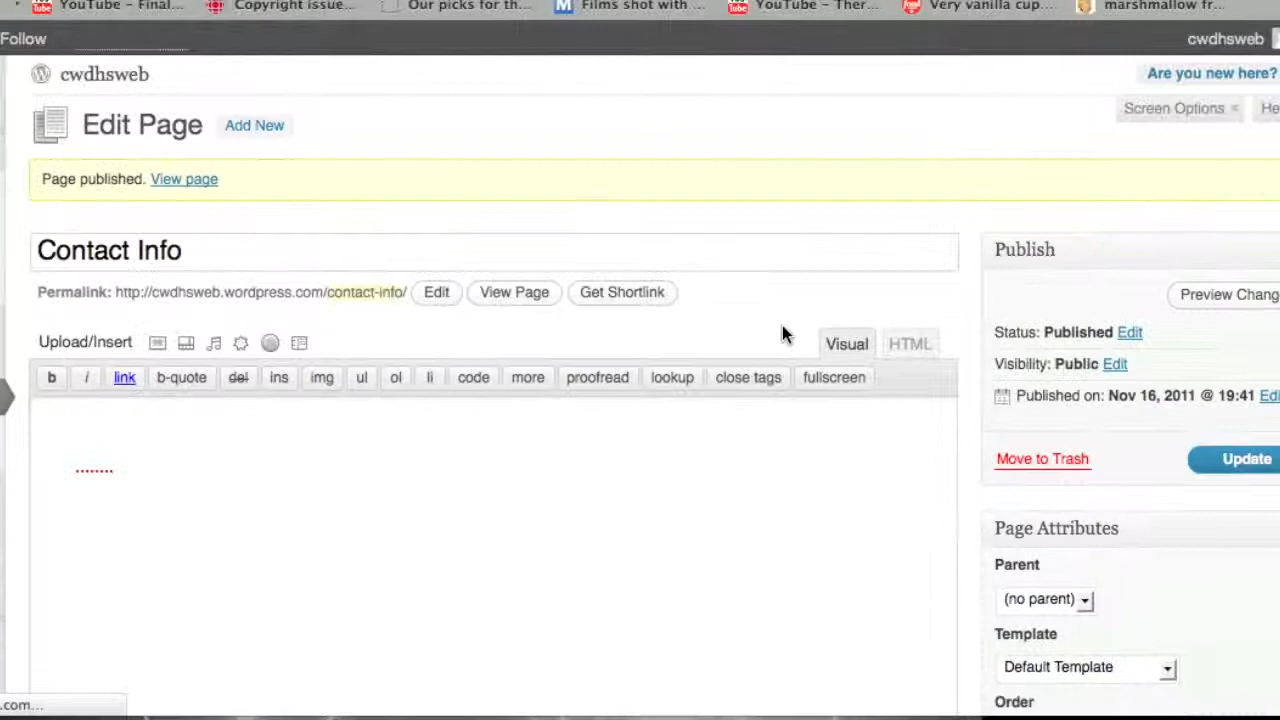 YouTube – Final... Copyright issue... Our picks for th... Films shot with ... YouTube – Ther... Very vanilla cup... marshmallow fr...
Follow cwdhsweb
cwdhsweb Are you new here?
Screen Options He
Edit Page Add New
Page published. View page
Contact Info
Permalink: http://cwdhsweb.wordpress.com/contact-info/ Edit View Page Get Shortlink
Upload/Insert Visual HTML
b i link b-quote del ins img ul ol li code more proofread lookup close tags fullscreen
Publish
Preview Chang
Status: Published Edit
Visibility: Public Edit
Published on: Nov 16, 2011 @ 19:41 Edi
Move to Trash Update
Page Attributes
Parent
(no parent)
Template
Default Template
Order
.com...